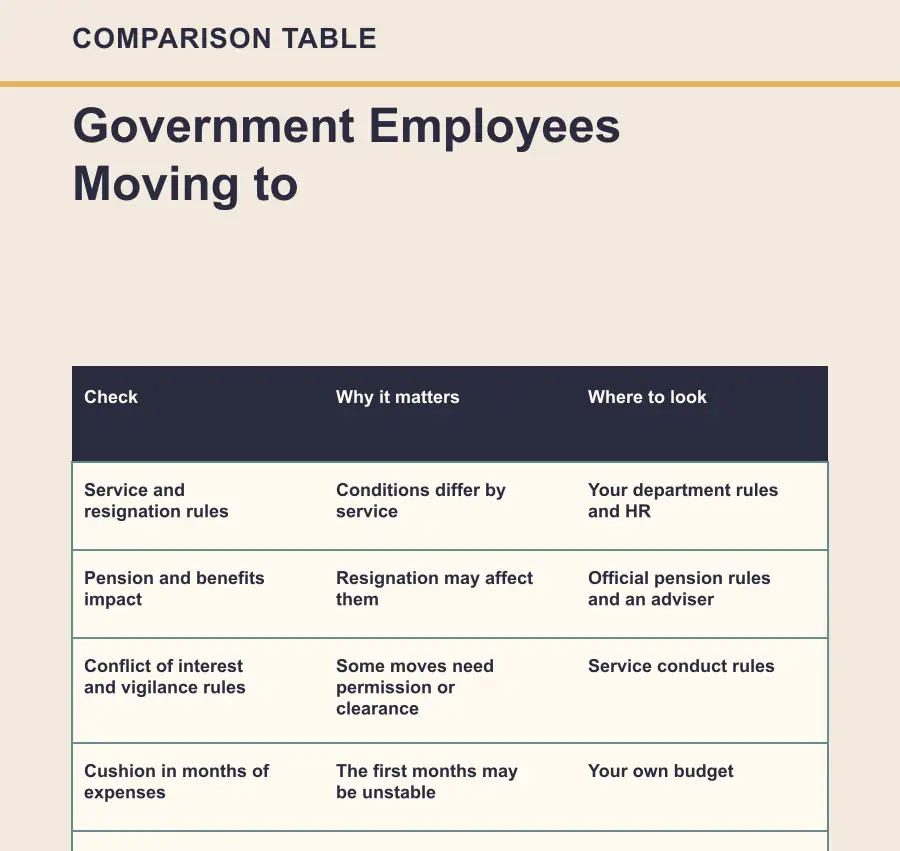 COMPARISON TABLE
Government Employees
Moving to
Check
Why it matters
Where to look
Service and
resignation rules
Conditions differ by
service
Your department rules
and HR
Pension and benefits
impact
Resignation may affect
them
Official pension rules
and an adviser
Conflict of interest
and vigilance rules
Some moves need
permission or
clearance
Service conduct rules
Cushion in months of
expenses
The first months may
be unstable
Your own budget